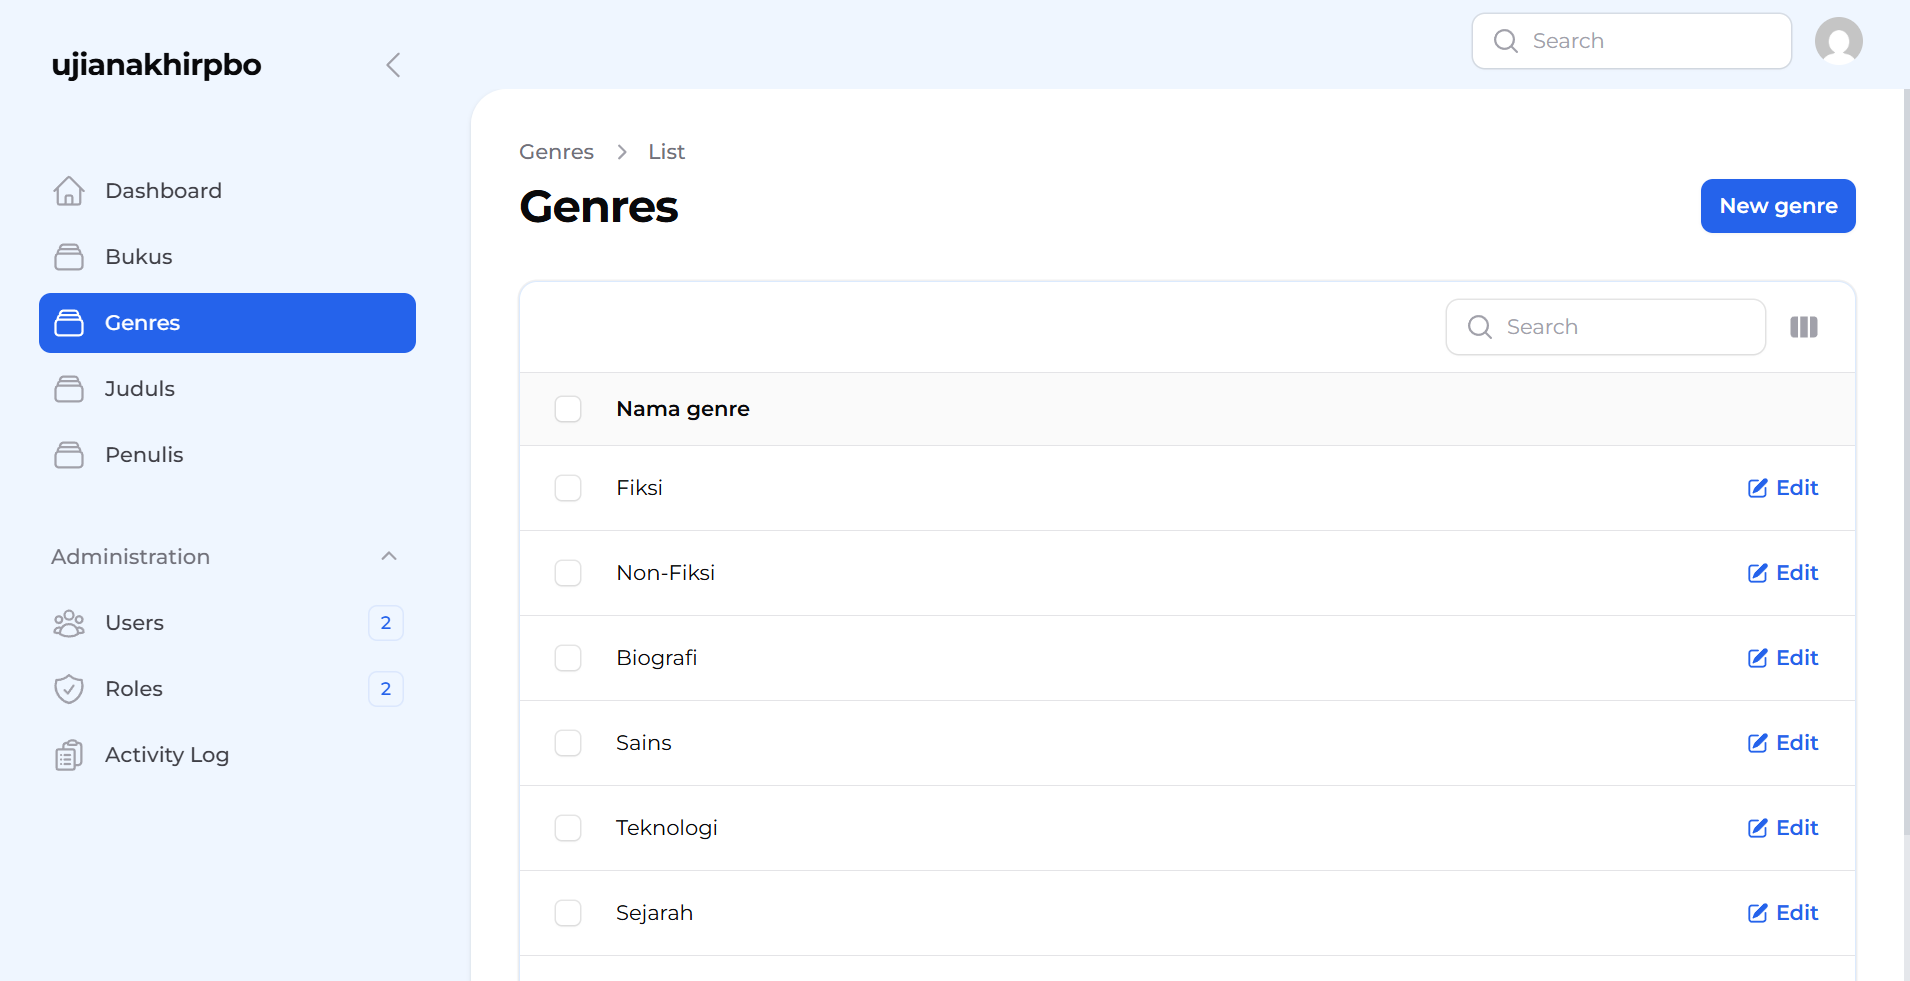 ujianakhirpbo
Search
Dashboard
Bukus
Genres
Juduls
Penulis
Administration
Users 2
Roles 2
Activity Log
Genres > List
Genres
New genre
Search
Nama genre
Fiksi Edit
Non-Fiksi Edit
Biografi Edit
Sains Edit
Teknologi Edit
Sejarah Edit